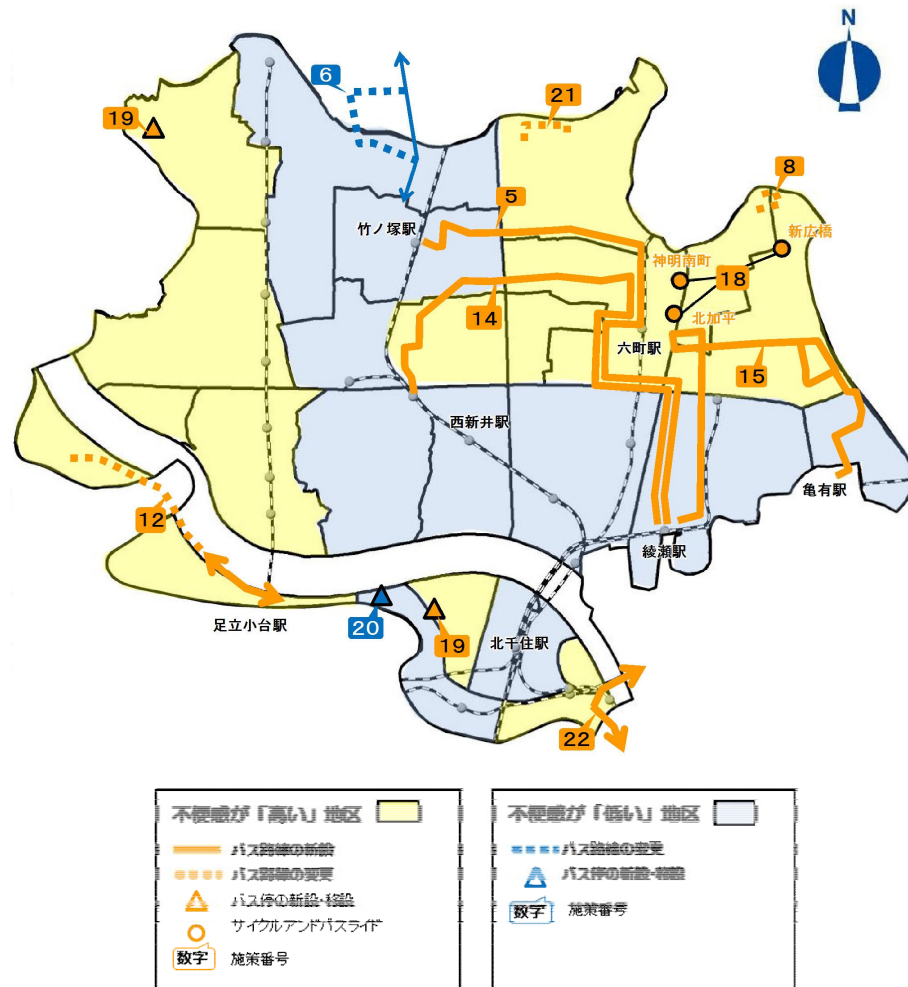 N
6
21
19
8
5
竹ノ塚駅
新広橋
神明南町
18
14
北加平
六町駅
15
西新井駅
亀有駅
12
綾瀬駅
足立小台駅
20
19
北千住駅
22
不便感が「高い」地区
バス路線の新設
バス路線の変更
バス停の新設・移設
サイクルアンドバスライド
数字 施策番号
不便感が「低い」地区
バス路線の変更
バス停の新設・移設
数字 施策番号